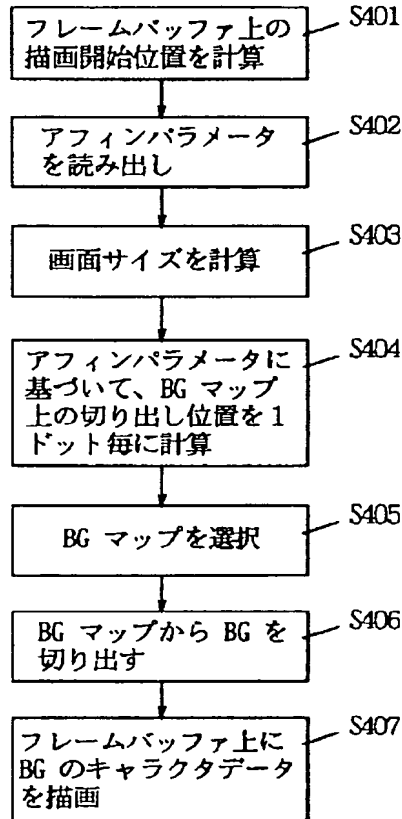 フレームバッファ上の
描画開始位置を計算
S401
アフィンパラメータ
を読み出し
S402
画面サイズを計算
S403
アフィンパラメータに
基づいて、BG マップ
上の切り出し位置を1
ドット毎に計算
S404
BG マップを選択
S405
BG マップから BG を
切り出す
S406
フレームバッファ上に
BG のキャラクタデータ
を描画
S407